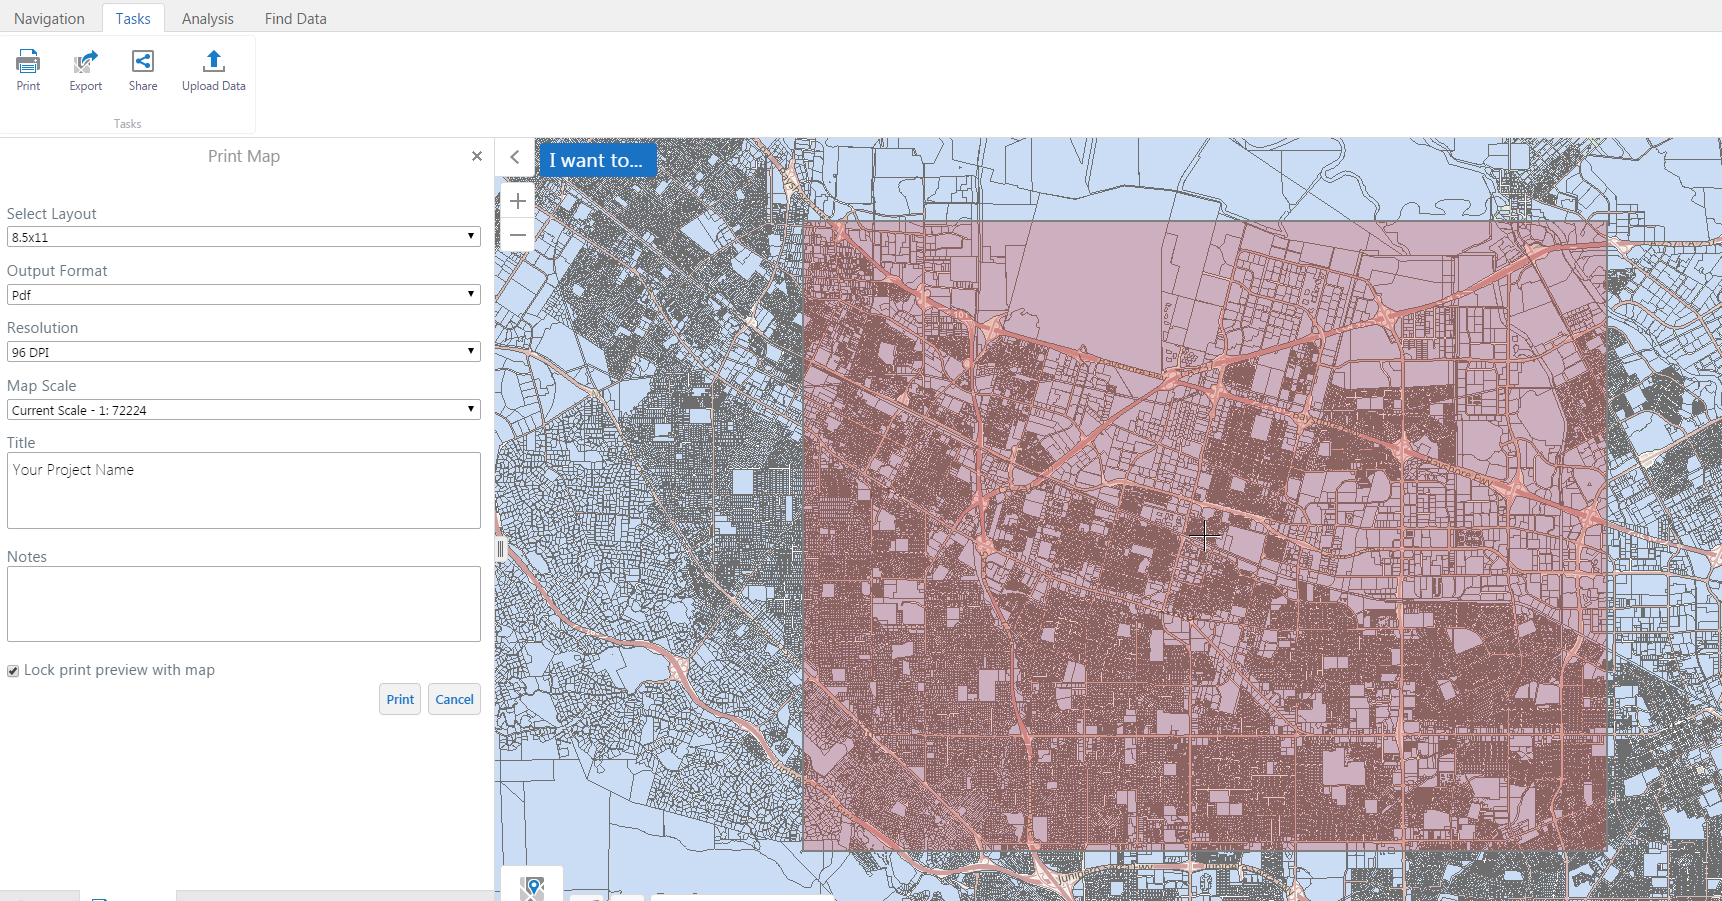 Navigation
Tasks
Analysis
Find Data
Print
Export
Share
Upload Data
Tasks
Print Map
I want to...
Select Layout
8.5x11
Output Format
Pdf
Resolution
96 DPI
Map Scale
Current Scale - 1: 72224
Title
Your Project Name
Notes
Lock print preview with map
Print
Cancel